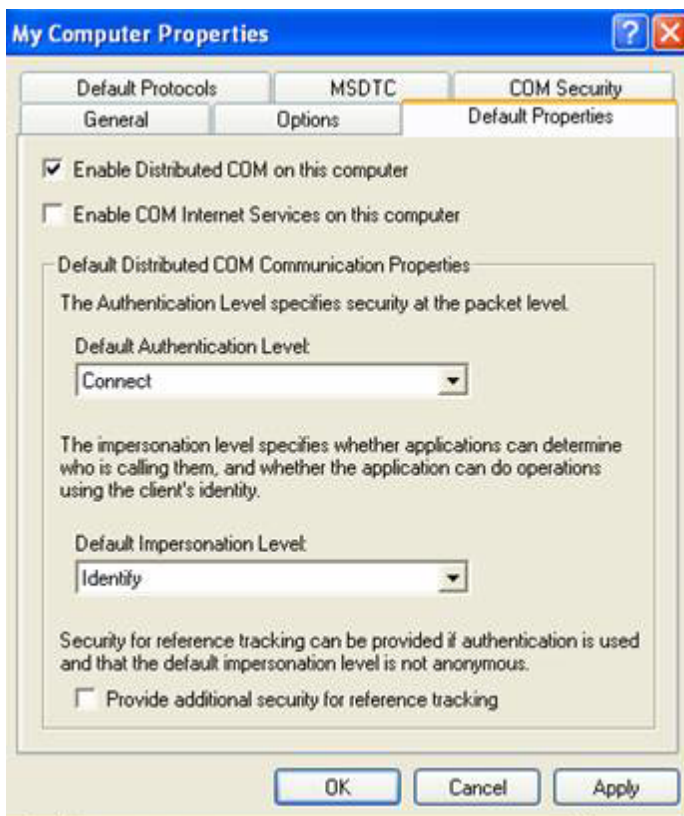 My Computer Properties
Default Protocols MSDTC COM Security
General Options Default Properties
Enable Distributed COM on this computer
Enable COM Internet Services on this computer
Default Distributed COM Communication Properties
The Authentication Level specifies security at the packet level.
Default Authentication Level:
Connect
The impersonation level specifies whether applications can determine
who is calling them, and whether the application can do operations
using the client's identity.
Default Impersonation Level:
Identify
Security for reference tracking can be provided if authentication is used
and that the default impersonation level is not anonymous.
Provide additional security for reference tracking
OK Cancel Apply